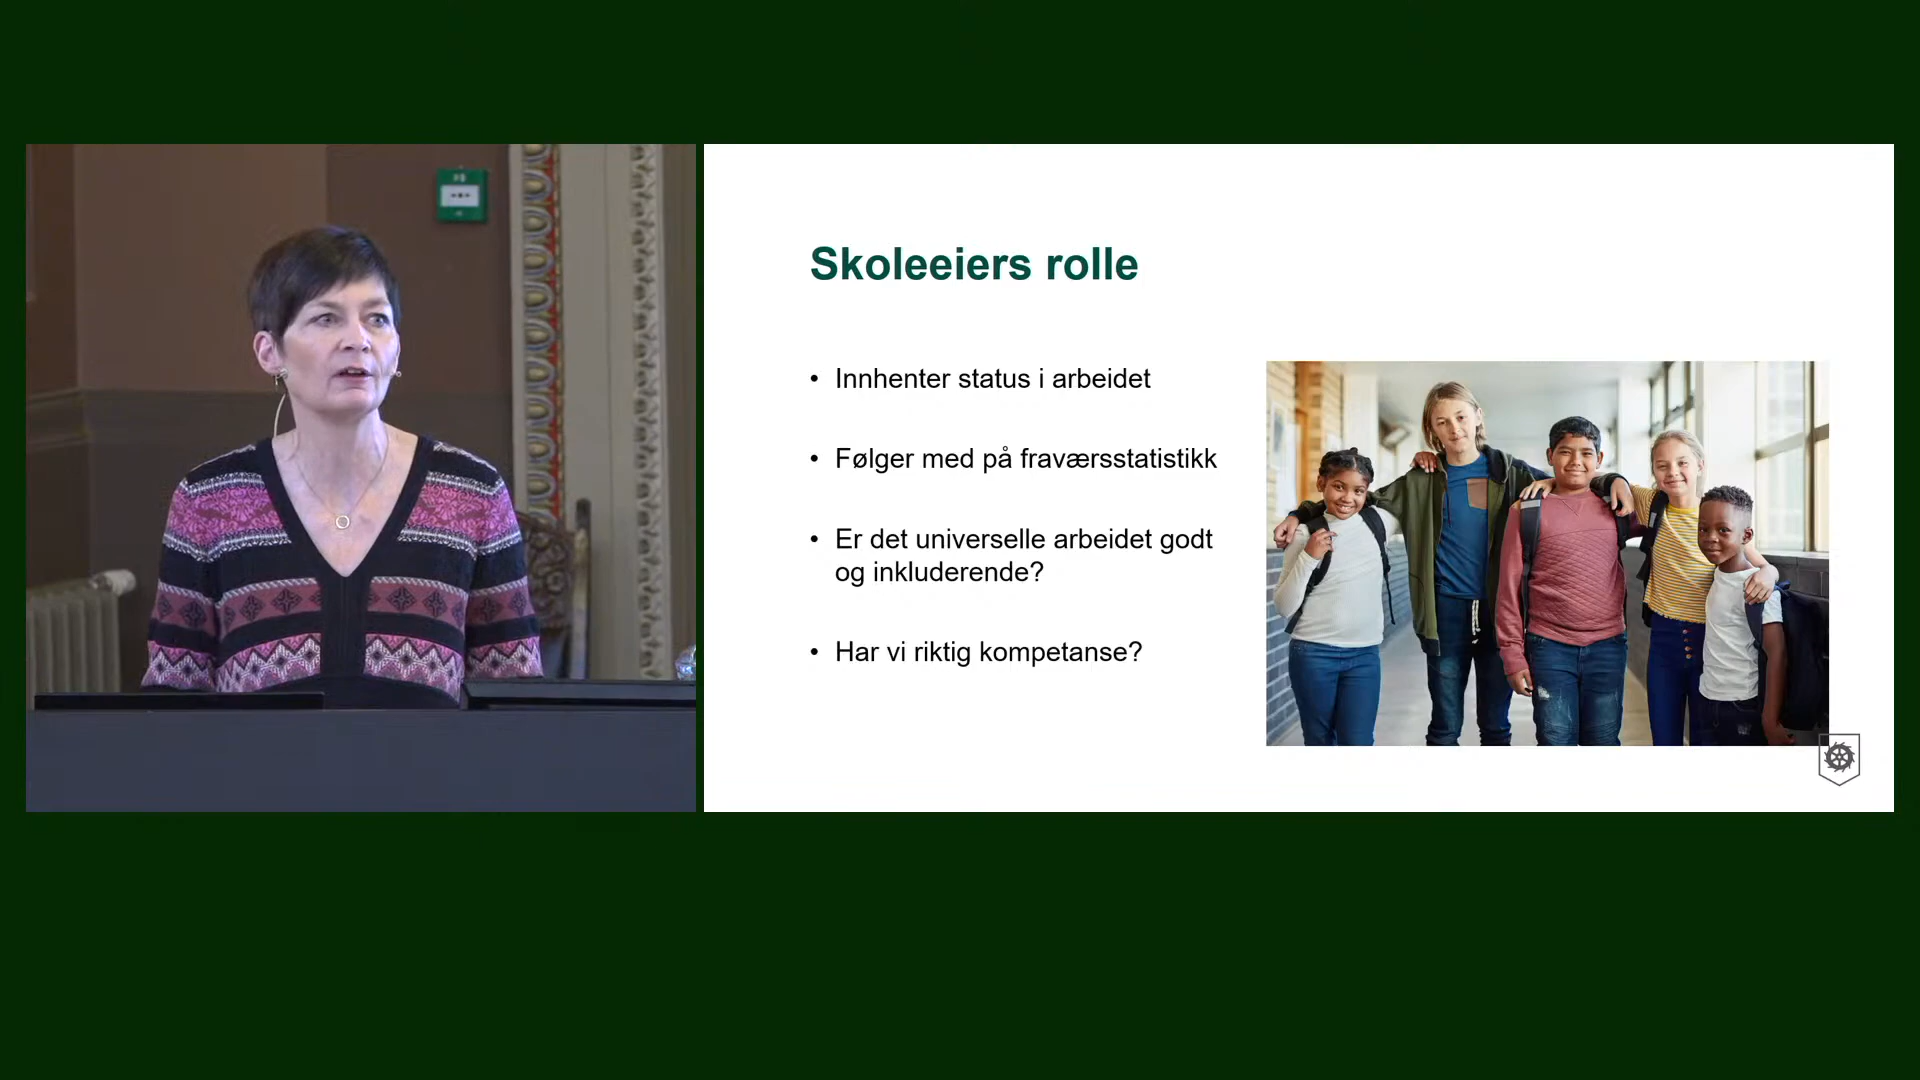 Skoleeiers rolle
• Innhenter status i arbeidet
• Følger med på fraværsstatistikk
• Er det universelle arbeidet godt
og inkluderende?
• Har vi riktig kompetanse?